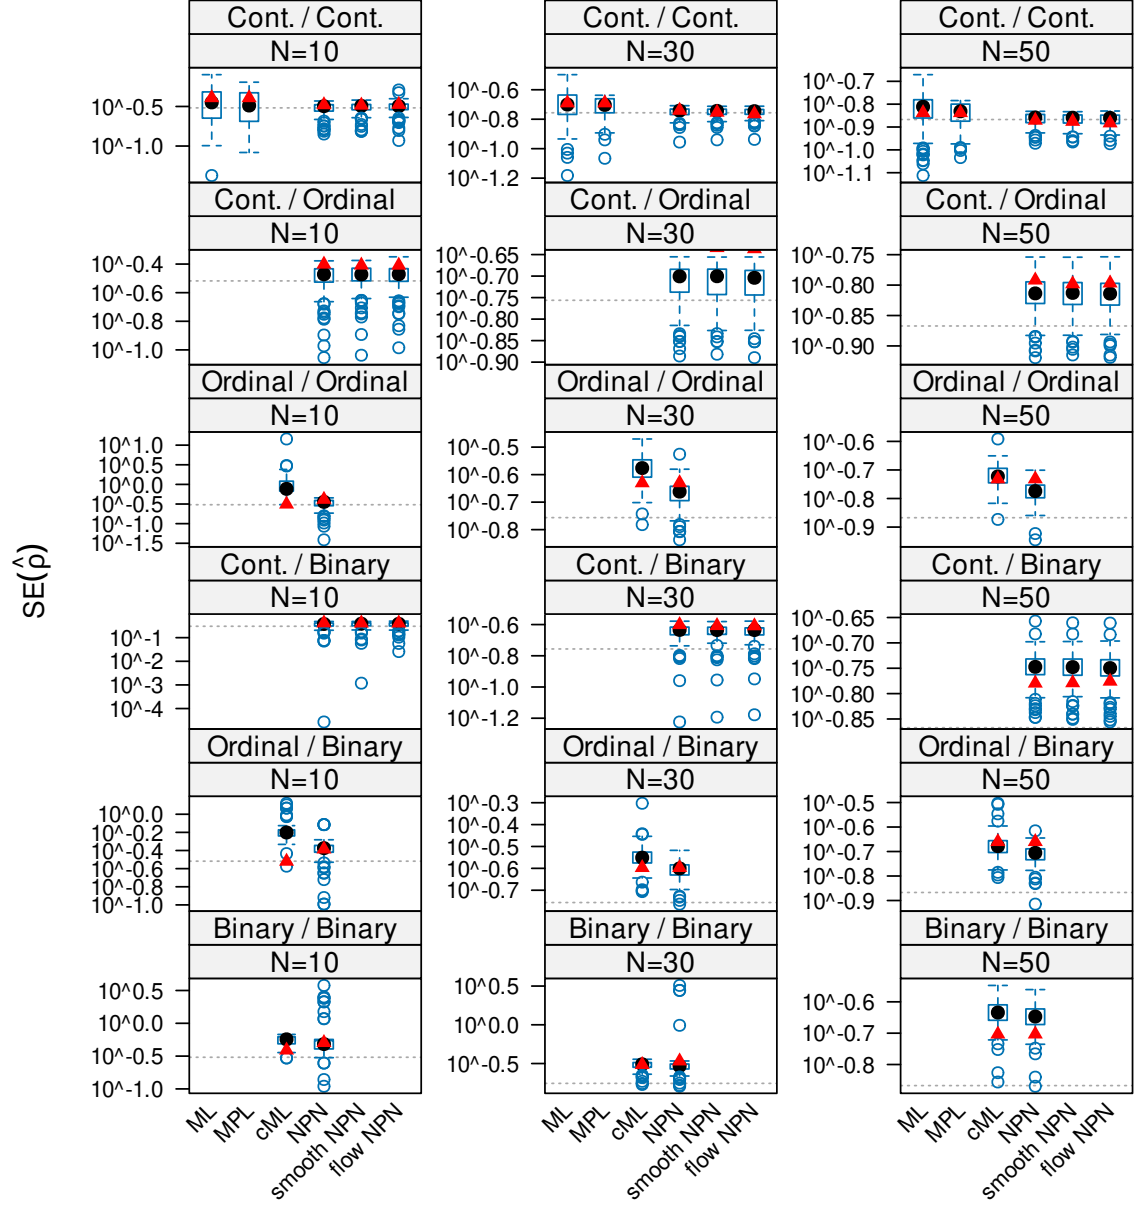 Cont. / Cont.
N=10
10^-0.5
10^-1.0
Cont. / Cont.
N=30
10^-0.6
10^-0.8
10^-1.0
10^-1.2
Cont. / Cont.
N=50
10^-0.7
10^-0.8
10^-0.9
10^-1.0
10^-1.1
Cont. / Ordinal
N=10
10^-0.4
10^-0.6
10^-0.8
10^-1.0
Cont. / Ordinal
N=30
10^-0.65
10^-0.70
10^-0.75
10^-0.80
10^-0.85
10^-0.90
Cont. / Ordinal
N=50
10^-0.75
10^-0.80
10^-0.85
10^-0.90
Ordinal / Ordinal
N=10
10^1.0
10^0.5
10^0.0
10^-0.5
10^-1.0
10^-1.5
Ordinal / Ordinal
N=30
10^-0.5
10^-0.6
10^-0.7
10^-0.8
Ordinal / Ordinal
N=50
10^-0.6
10^-0.7
10^-0.8
10^-0.9
SE(ρ̂)
Cont. / Binary
N=10
10^-1
10^-2
10^-3
10^-4
Cont. / Binary
N=30
10^-0.6
10^-0.8
10^-1.0
10^-1.2
Cont. / Binary
N=50
10^-0.65
10^-0.70
10^-0.75
10^-0.80
10^-0.85
Ordinal / Binary
N=10
10^0.0
10^-0.2
10^-0.4
10^-0.6
10^-0.8
10^-1.0
Ordinal / Binary
N=30
10^-0.3
10^-0.4
10^-0.5
10^-0.6
10^-0.7
Ordinal / Binary
N=50
10^-0.5
10^-0.6
10^-0.7
10^-0.8
10^-0.9
Binary / Binary
N=10
10^0.5
10^0.0
10^-0.5
10^-1.0
Binary / Binary
N=30
10^0.5
10^0.0
10^-0.5
Binary / Binary
N=50
10^-0.6
10^-0.7
10^-0.8
ML
MPL
cML
NPN
smooth NPN
flow NPN
ML
MPL
cML
NPN
smooth NPN
flow NPN
ML
MPL
cML
NPN
smooth NPN
flow NPN